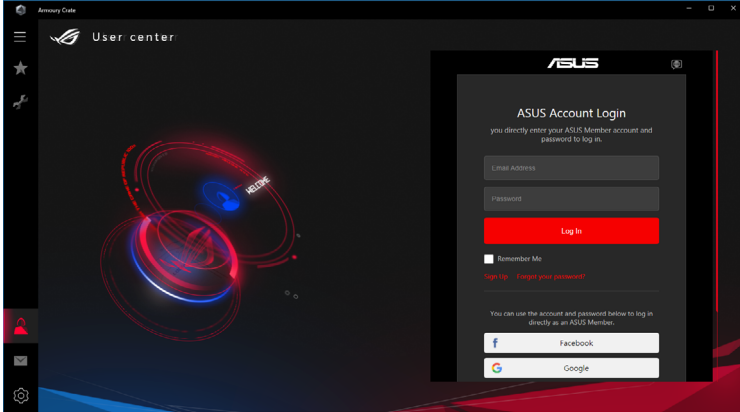 Armoury Crate
User center
ASUS
ASUS Account Login
you directly enter your ASUS Member account and
password to log in.
Email Address
Password
WELCOME
Log In
Remember Me
Sign Up Forgot your password?
You can use the account and password below to log in
directly as an ASUS Member.
f Facebook
G Google